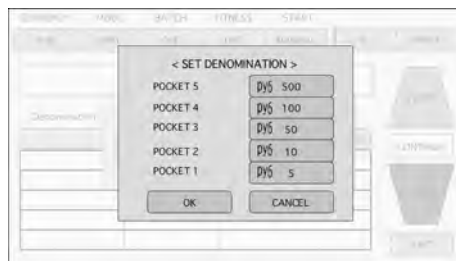 CURRENCY MODE BATCH FITNESS START
< SET DENOMINATION >
POCKET 5 руб 500
POCKET 4 руб 100
POCKET 3 руб 50
Denomination
POCKET 2 руб 10
CONTINUE
POCKET 1 руб 5
OK CANCEL